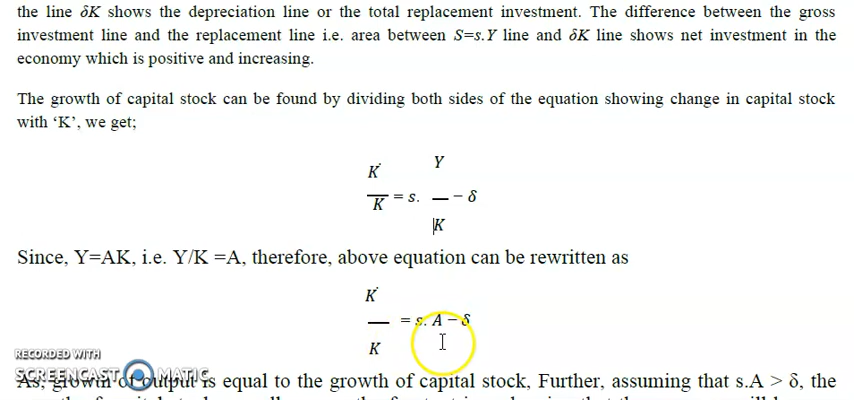 the line δK shows the depreciation line or the total replacement investment. The difference between the gross
investment line and the replacement line i.e. area between S=s.Y line and δK line shows net investment in the
economy which is positive and increasing.
The growth of capital stock can be found by dividing both sides of the equation showing change in capital stock
with ‘K’, we get;
K̇/K = s. Y/K − δ
Since, Y=AK, i.e. Y/K =A, therefore, above equation can be rewritten as
K̇/K = s. A − δ
RECORDED WITH
SCREENCAST MATIC
As, growth of output is equal to the growth of capital stock, Further, assuming that s.A > δ, the